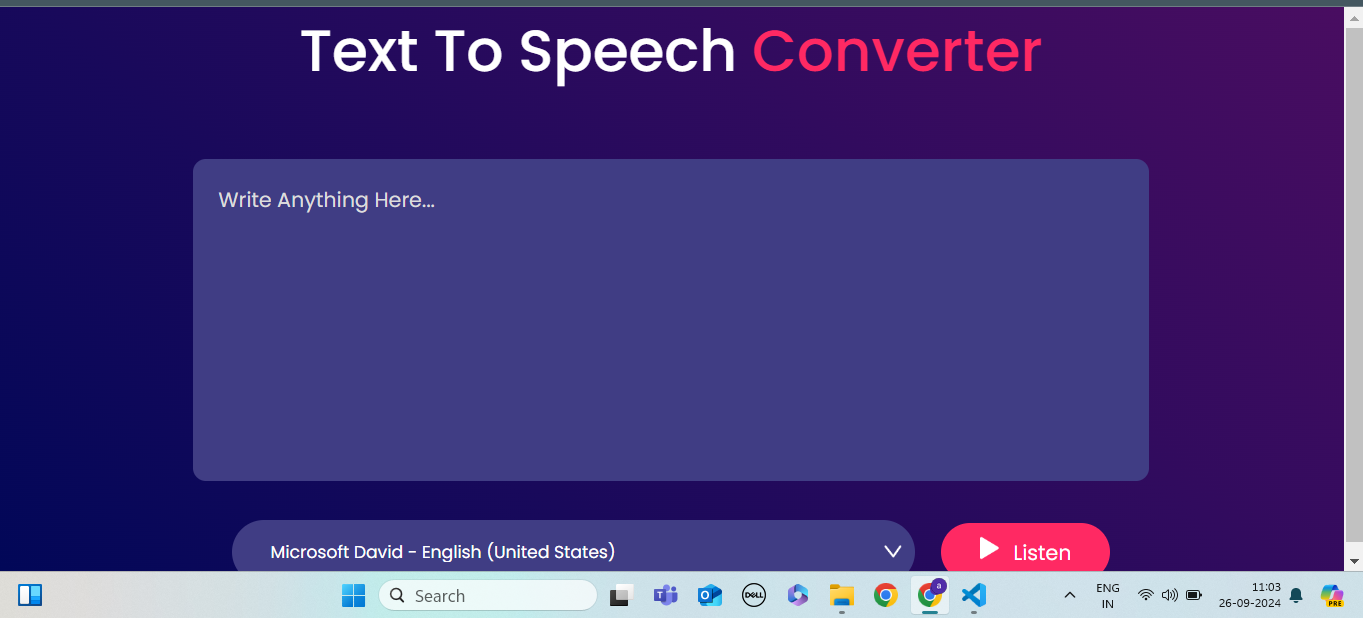 Text To Speech Converter
Write Anything Here...
Microsoft David - English (United States)
Listen
Search
T
O
DELL
a
ENG
IN
11:03
26-09-2024
PRE